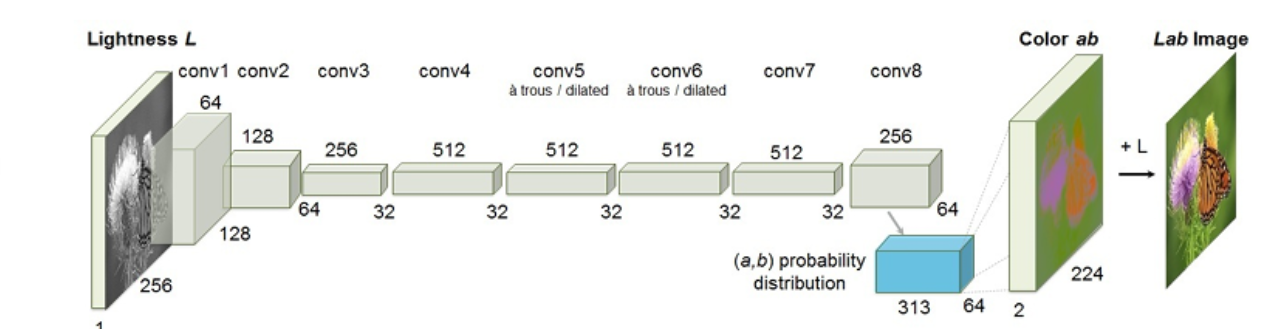 Lightness L
Color ab
Lab Image
conv1 conv2 conv3 conv4 conv5 conv6 conv7 conv8
à trous / dilated
à trous / dilated
64
128
256
512
512
512
512
256
+ L
64
32
32
32
32
32
64
128
(a,b) probability
distribution
256
224
313
64
2
1